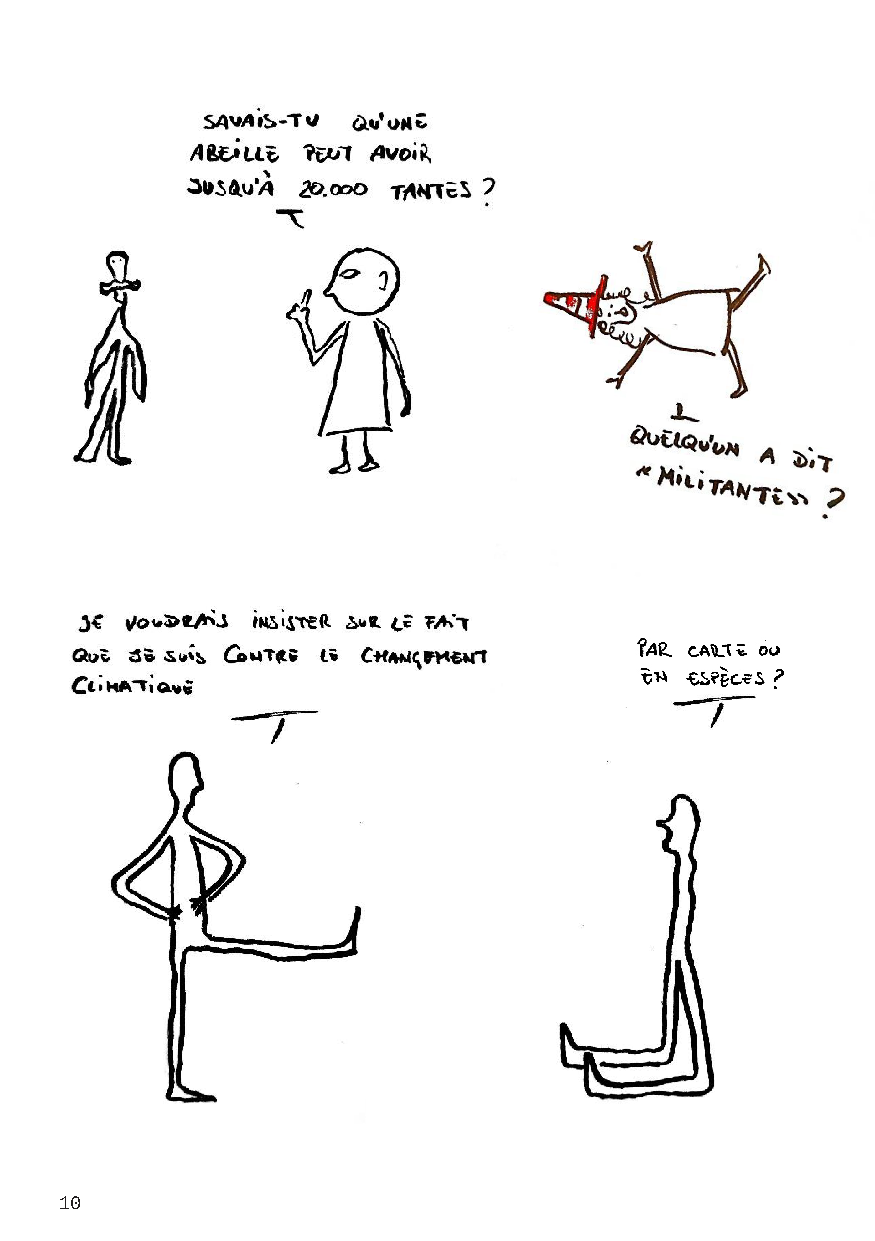 SAVAIS-TU QU'UNE
ABEILLE PEUT AVOIR
JUSQU'À 20.000 TANTES ?
QUELQU'UN A DIT
« MILITANTES » ?
JE VOUDRAIS INSISTER SUR LE FAIT
QUE JE SUIS CONTRE LE CHANGEMENT
CLIMATIQUE
PAR CARTE OU
EN ESPÈCES ?
10